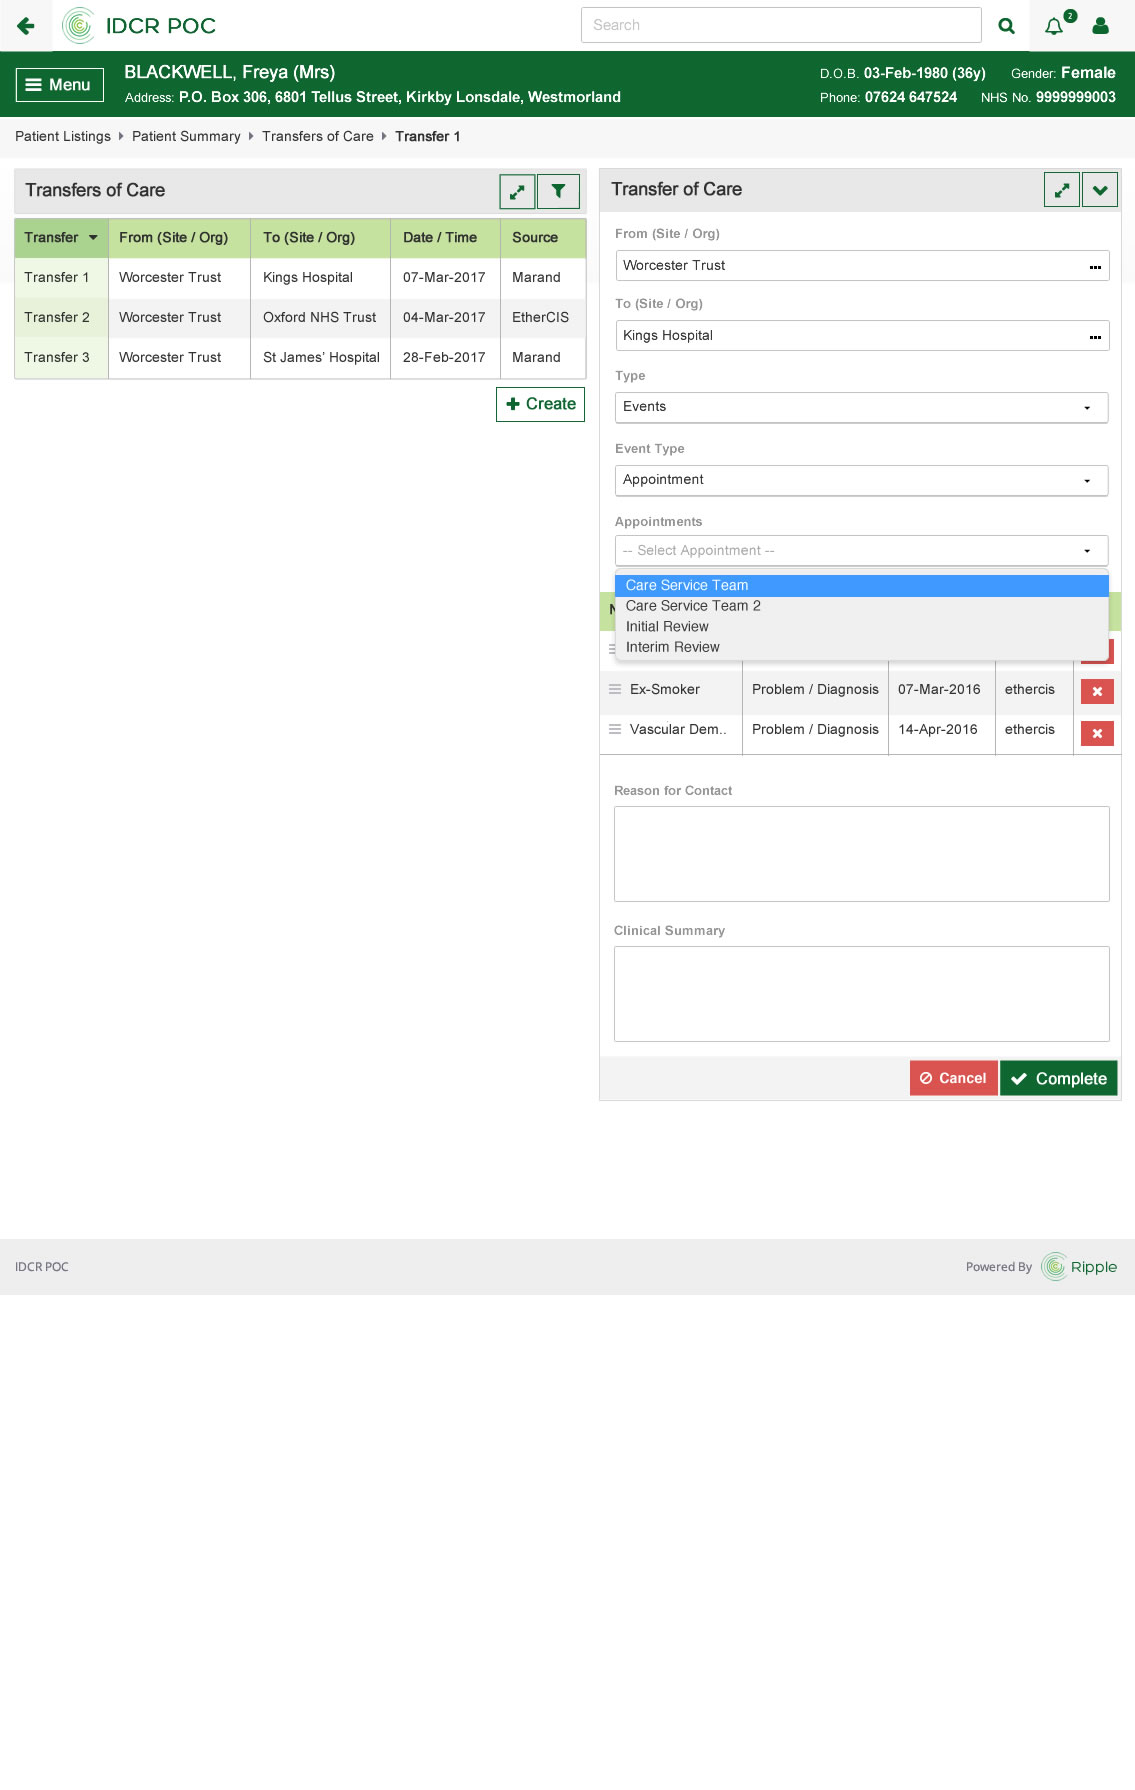 IDCR POC
Search
2
Menu
BLACKWELL, Freya (Mrs)
D.O.B. 03-Feb-1980 (36y) Gender: Female
Address: P.O. Box 306, 6801 Tellus Street, Kirkby Lonsdale, Westmorland
Phone: 07624 647524 NHS No. 9999999003
Patient Listings Patient Summary Transfers of Care Transfer 1
Transfers of Care
Transfer From (Site / Org) To (Site / Org) Date / Time Source
Transfer 1 Worcester Trust Kings Hospital 07-Mar-2017 Marand
Transfer 2 Worcester Trust Oxford NHS Trust 04-Mar-2017 EtherCIS
Transfer 3 Worcester Trust St James’ Hospital 28-Feb-2017 Marand
Create
Transfer of Care
From (Site / Org)
Worcester Trust
To (Site / Org)
Kings Hospital
Type
Events
Event Type
Appointment
Appointments
-- Select Appointment --
Care Service Team
Care Service Team 2
Initial Review
Interim Review
Ex-Smoker Problem / Diagnosis 07-Mar-2016 ethercis
Vascular Dem.. Problem / Diagnosis 14-Apr-2016 ethercis
Reason for Contact
Clinical Summary
Cancel
Complete
IDCR POC
Powered By Ripple